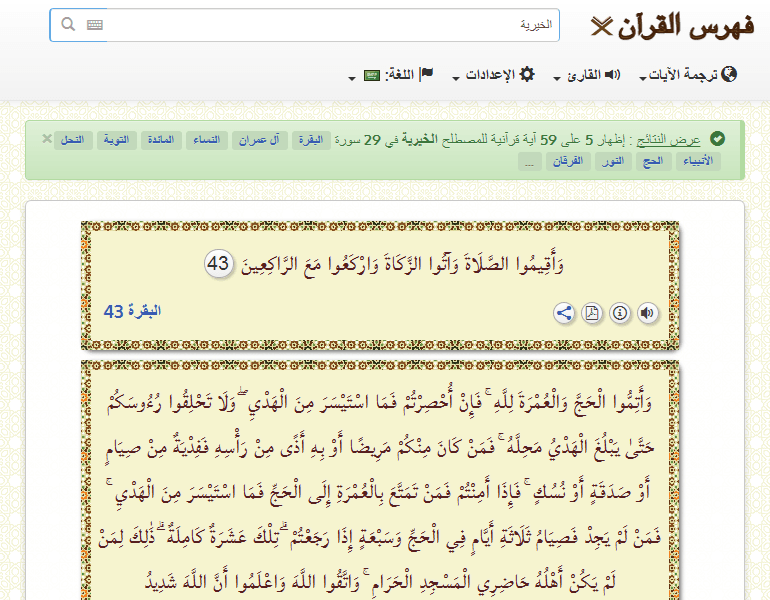 فهرس القرآن
الخيرية
ترجمة الآيات القارئ الإعدادات اللغة:
عرض النتائج : إظهار 5 على 59 آية قرآنية للمصطلح الخيرية في 29 سورة البقرة آل عمران النساء المائدة التوبة النحل ×
الأنبياء الحج النور الفرقان ...
وَأَقِيمُوا الصَّلَاةَ وَآتُوا الزَّكَاةَ وَارْكَعُوا مَعَ الرَّاكِعِينَ 43
البقرة 43
وَأَتِمُّوا الْحَجَّ وَالْعُمْرَةَ لِلَّهِ ۚ فَإِنْ أُحْصِرْتُمْ فَمَا اسْتَيْسَرَ مِنَ الْهَدْيِ ۖ وَلَا تَحْلِقُوا رُءُوسَكُمْ
حَتَّىٰ يَبْلُغَ الْهَدْيُ مَحِلَّهُ ۚ فَمَنْ كَانَ مِنْكُمْ مَرِيضًا أَوْ بِهِ أَذًى مِنْ رَأْسِهِ فَفِدْيَةٌ مِنْ صِيَامٍ
أَوْ صَدَقَةٍ أَوْ نُسُكٍ ۚ فَإِذَا أَمِنْتُمْ فَمَنْ تَمَتَّعَ بِالْعُمْرَةِ إِلَى الْحَجِّ فَمَا اسْتَيْسَرَ مِنَ الْهَدْيِ ۚ
فَمَنْ لَمْ يَجِدْ فَصِيَامُ ثَلَاثَةِ أَيَّامٍ فِي الْحَجِّ وَسَبْعَةٍ إِذَا رَجَعْتُمْ ۗ تِلْكَ عَشَرَةٌ كَامِلَةٌ ۗ ذَٰلِكَ لِمَنْ
لَمْ يَكُنْ أَهْلُهُ حَاضِرِي الْمَسْجِدِ الْحَرَامِ ۚ وَاتَّقُوا اللَّهَ وَاعْلَمُوا أَنَّ اللَّهَ شَدِيدُ